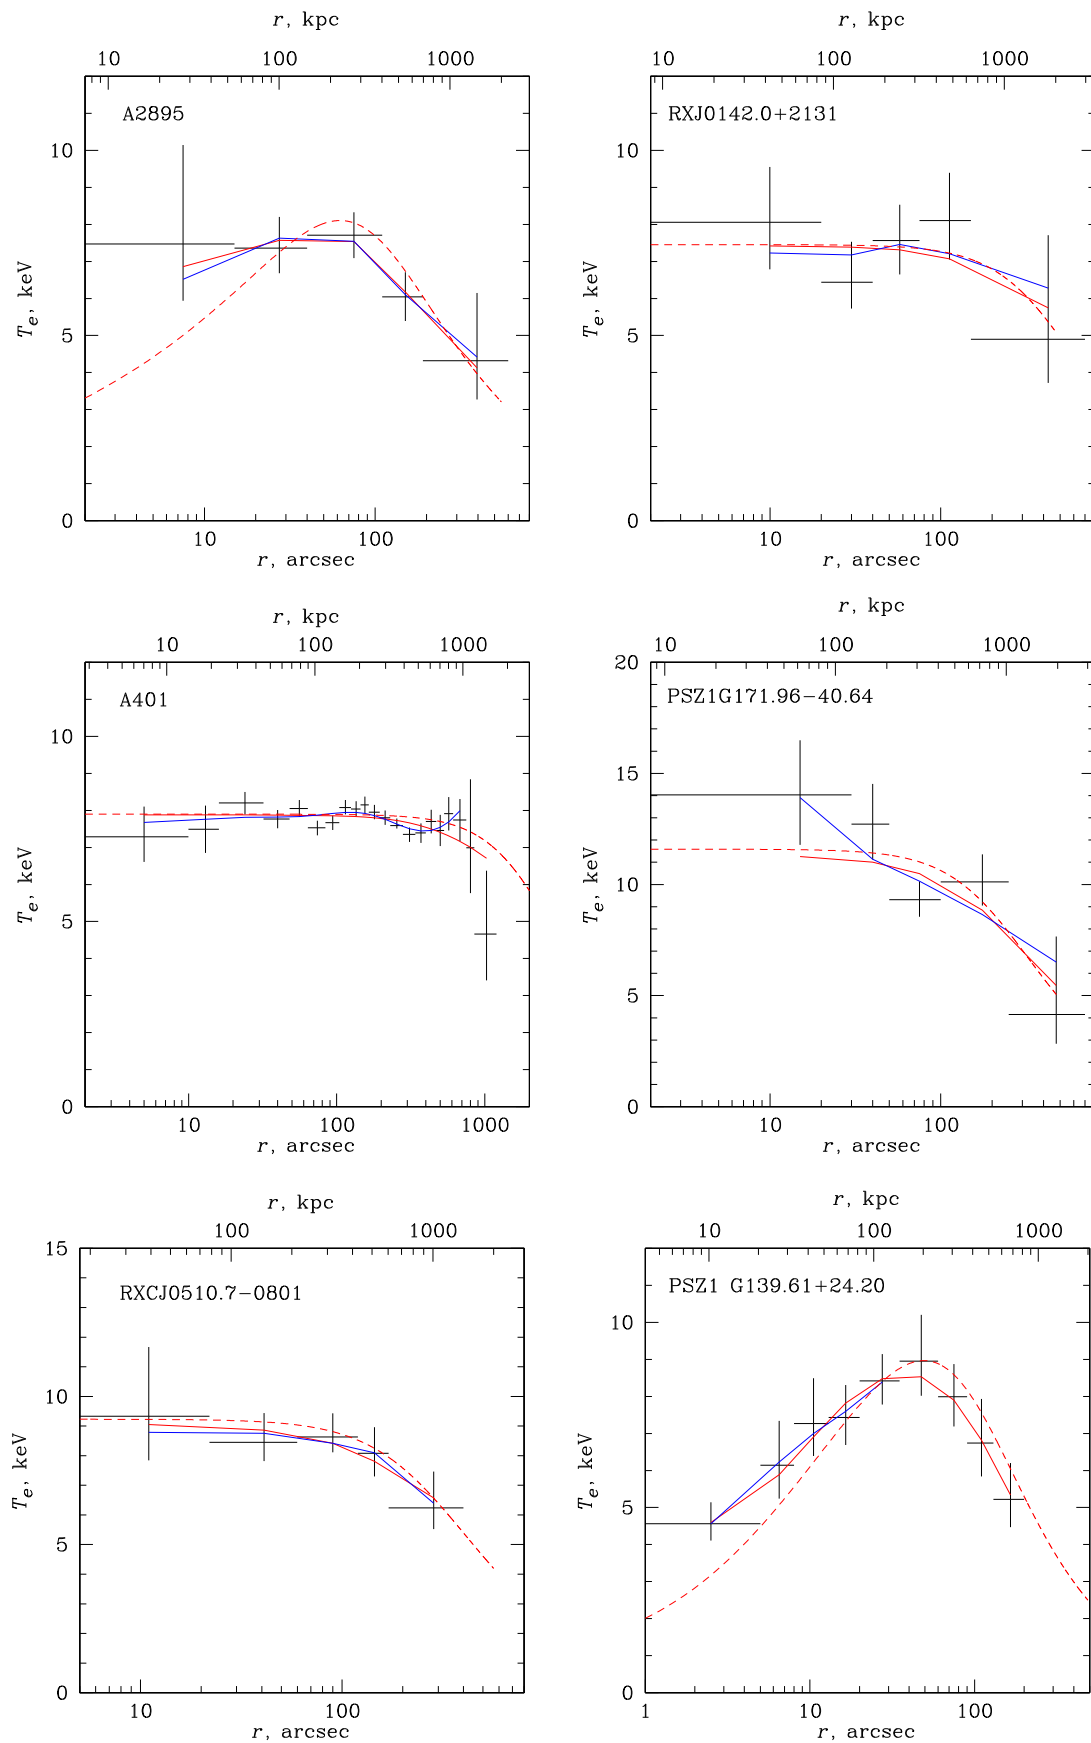 r, kpc
10 100 1000
A2895
10
5
0
T_e, keV
10 100
r, arcsec
r, kpc
10 100 1000
RXJ0142.0+2131
10
5
0
T_e, keV
10 100
r, arcsec
r, kpc
10 100 1000
A401
10
5
0
T_e, keV
10 100 1000
r, arcsec
r, kpc
10 100 1000
PSZ1G171.96−40.64
20
15
10
5
0
T_e, keV
10 100
r, arcsec
r, kpc
100 1000
RXCJ0510.7−0801
15
10
5
0
T_e, keV
10 100
r, arcsec
r, kpc
10 100 1000
PSZ1 G139.61+24.20
10
5
0
T_e, keV
1 10 100
r, arcsec